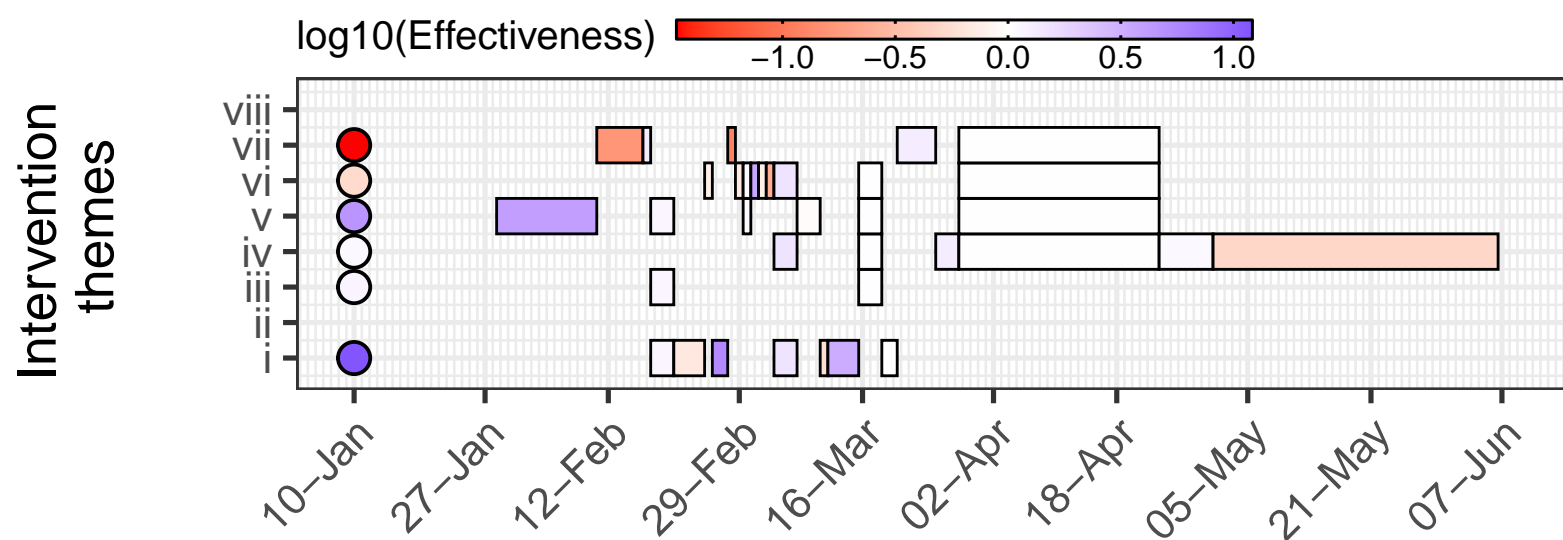 log10(Effectiveness)
−1.0 −0.5 0.0 0.5 1.0
Intervention
themes
viii
vii
vi
v
iv
iii
ii
i
10−Jan 27−Jan 12−Feb 29−Feb 16−Mar 02−Apr 18−Apr 05−May 21−May 07−Jun